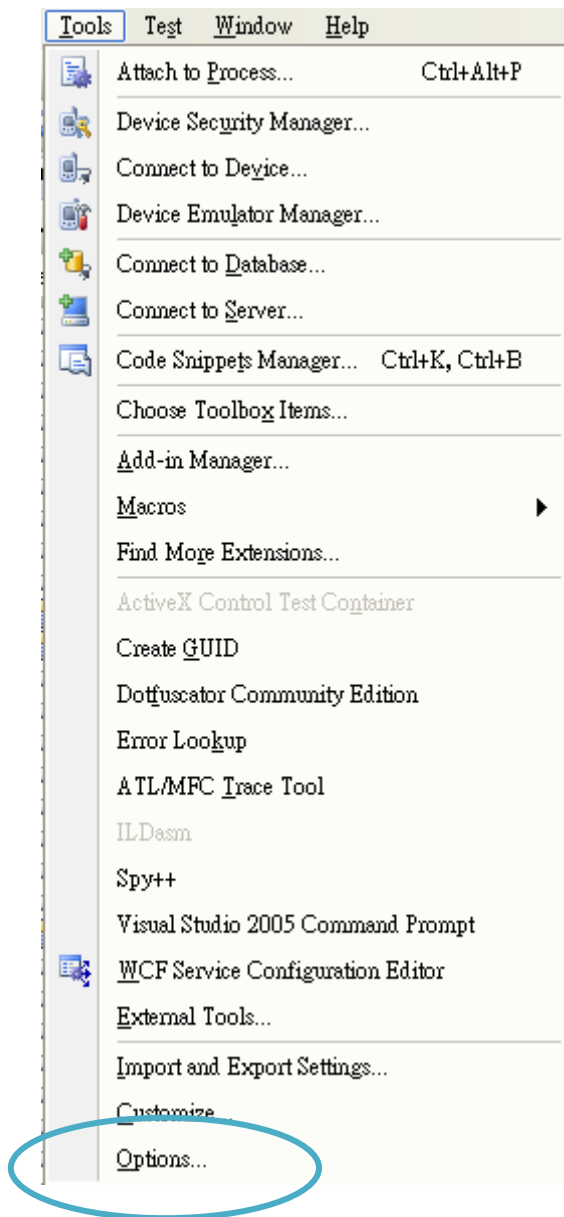 Tools Test Window Help
Attach to Process... Ctrl+Alt+P
Device Security Manager...
Connect to Device...
Device Emulator Manager...
Connect to Database...
Connect to Server...
Code Snippets Manager... Ctrl+K, Ctrl+B
Choose Toolbox Items...
Add-in Manager...
Macros
Find More Extensions...
ActiveX Control Test Container
Create GUID
Dotfuscator Community Edition
Error Lookup
ATL/MFC Trace Tool
ILDasm
Spy++
Visual Studio 2005 Command Prompt
WCF Service Configuration Editor
External Tools...
Import and Export Settings...
Customize...
Options...